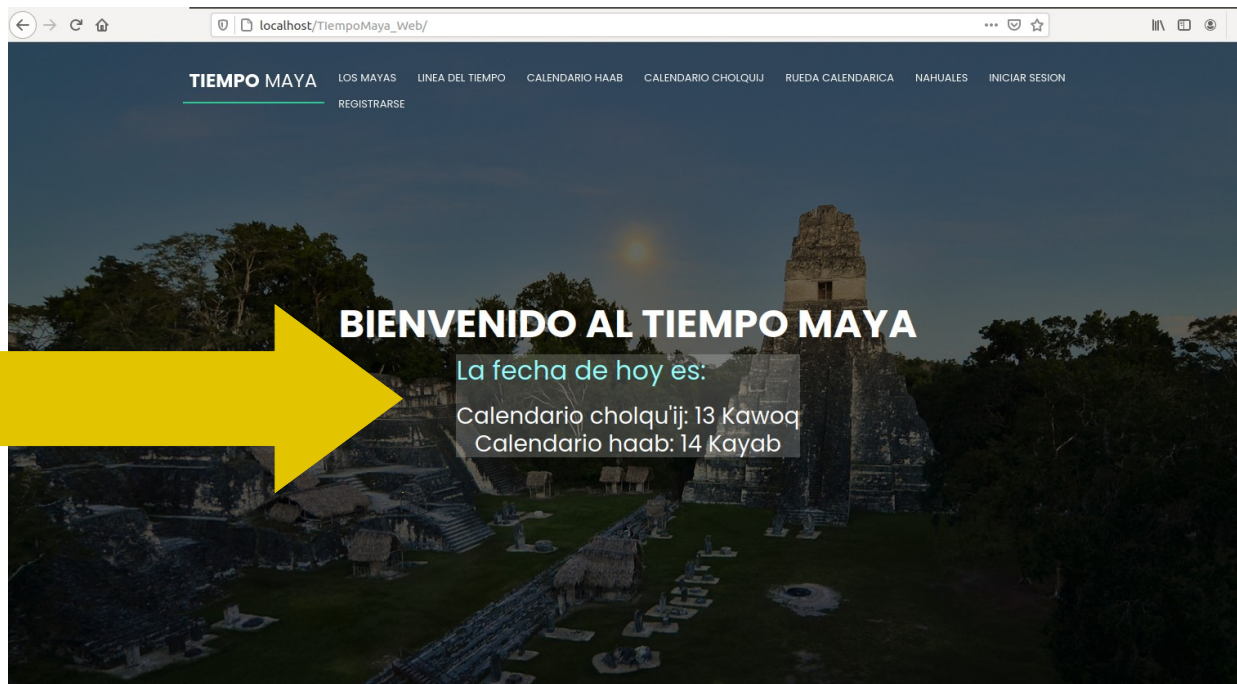 localhost/TIempoMaya_Web/
TIEMPO MAYA
LOS MAYAS
LINEA DEL TIEMPO
CALENDARIO HAAB
CALENDARIO CHOLQUIJ
RUEDA CALENDARICA
NAHUALES
INICIAR SESION
REGISTRARSE
BIENVENIDO AL TIEMPO MAYA
La fecha de hoy es:
Calendario cholqu'ij: 13 Kawoq
Calendario haab: 14 Kayab